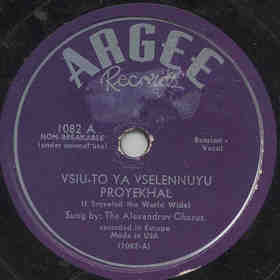 ARGEE
Records
1082 A
NON-BREAKABLE
(under normal use)
Russian -
Vocal
VSIU-TO YA VSELENNUYU
PROYEKHAL
(I Traveled the World Wide)
Sung by: The Alexandrov Chorus
recorded in Europe
Made in USA
(1082-A)